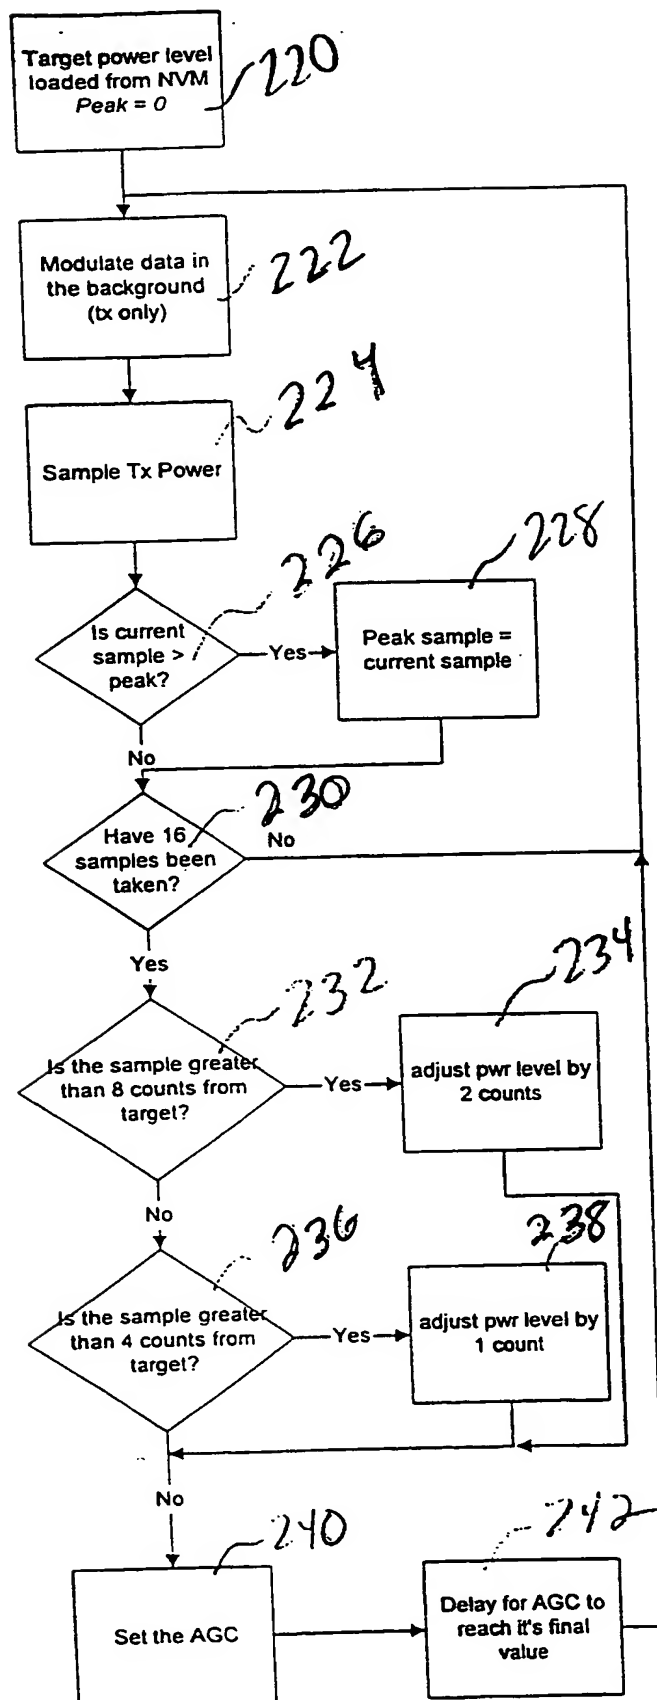 Target power level
loaded from NVM
Peak = 0
220
Modulate data in
the background
(tx only)
222
Sample Tx Power
224
Is current
sample >
peak?
226
Yes
Peak sample =
current sample
228
No
Have 16
samples been
taken?
230
No
Yes
Is the sample greater
than 8 counts from
target?
232
Yes
adjust pwr level by
2 counts
234
No
Is the sample greater
than 4 counts from
target?
236
Yes
adjust pwr level by
1 count
238
No
Set the AGC
240
Delay for AGC to
reach it's final
value
242